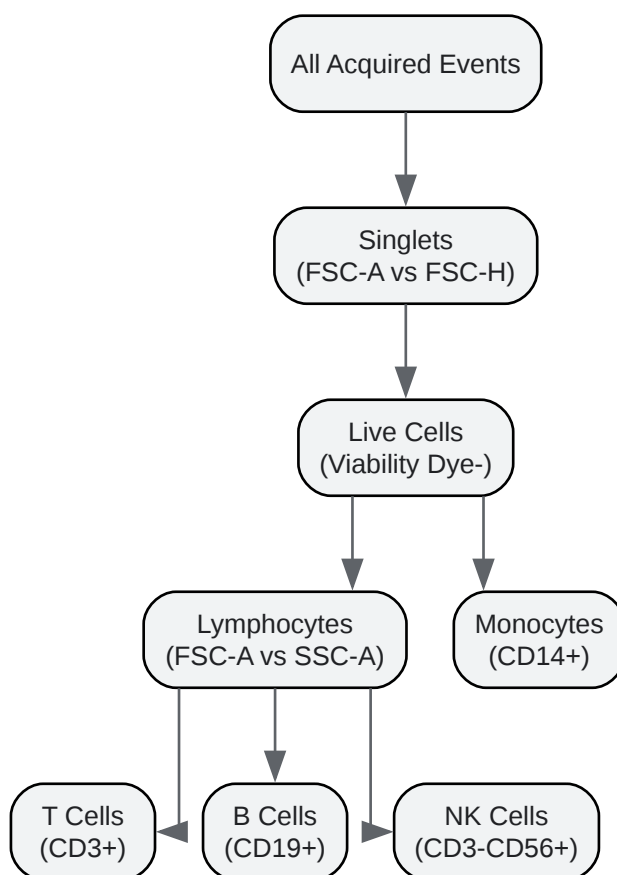 All Acquired Events
Singlets
(FSC-A vs FSC-H)
Live Cells
(Viability Dye-)
Lymphocytes
(FSC-A vs SSC-A)
Monocytes
(CD14+)
T Cells
(CD3+)
B Cells
(CD19+)
NK Cells
(CD3-CD56+)